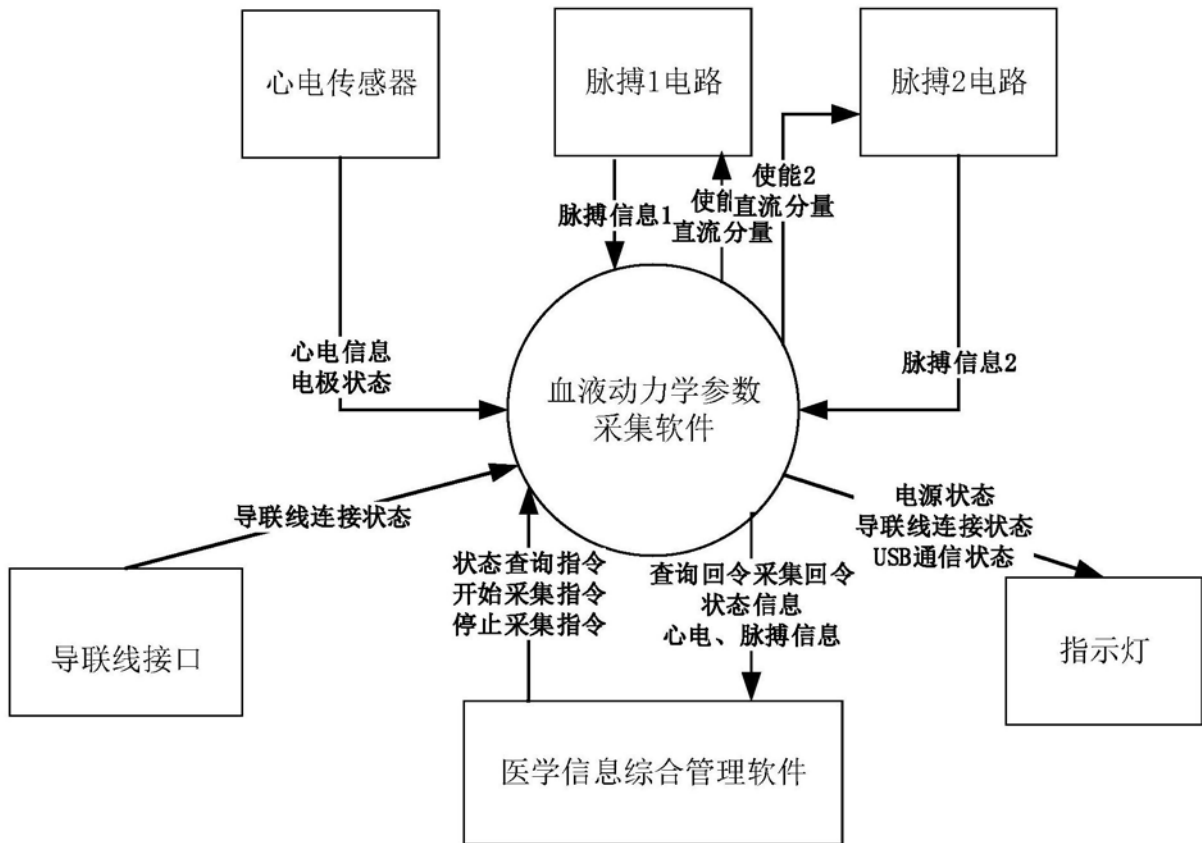 心电传感器
脉搏1电路
脉搏2电路
脉搏信息1
使能
直流分量
使能2
直流分量
心电信息
电极状态
脉搏信息2
血液动力学参数
采集软件
导联线连接状态
电源状态
导联线连接状态
USB通信状态
状态查询指令
开始采集指令
停止采集指令
查询回令采集回令
状态信息
心电、脉搏信息
导联线接口
指示灯
医学信息综合管理软件